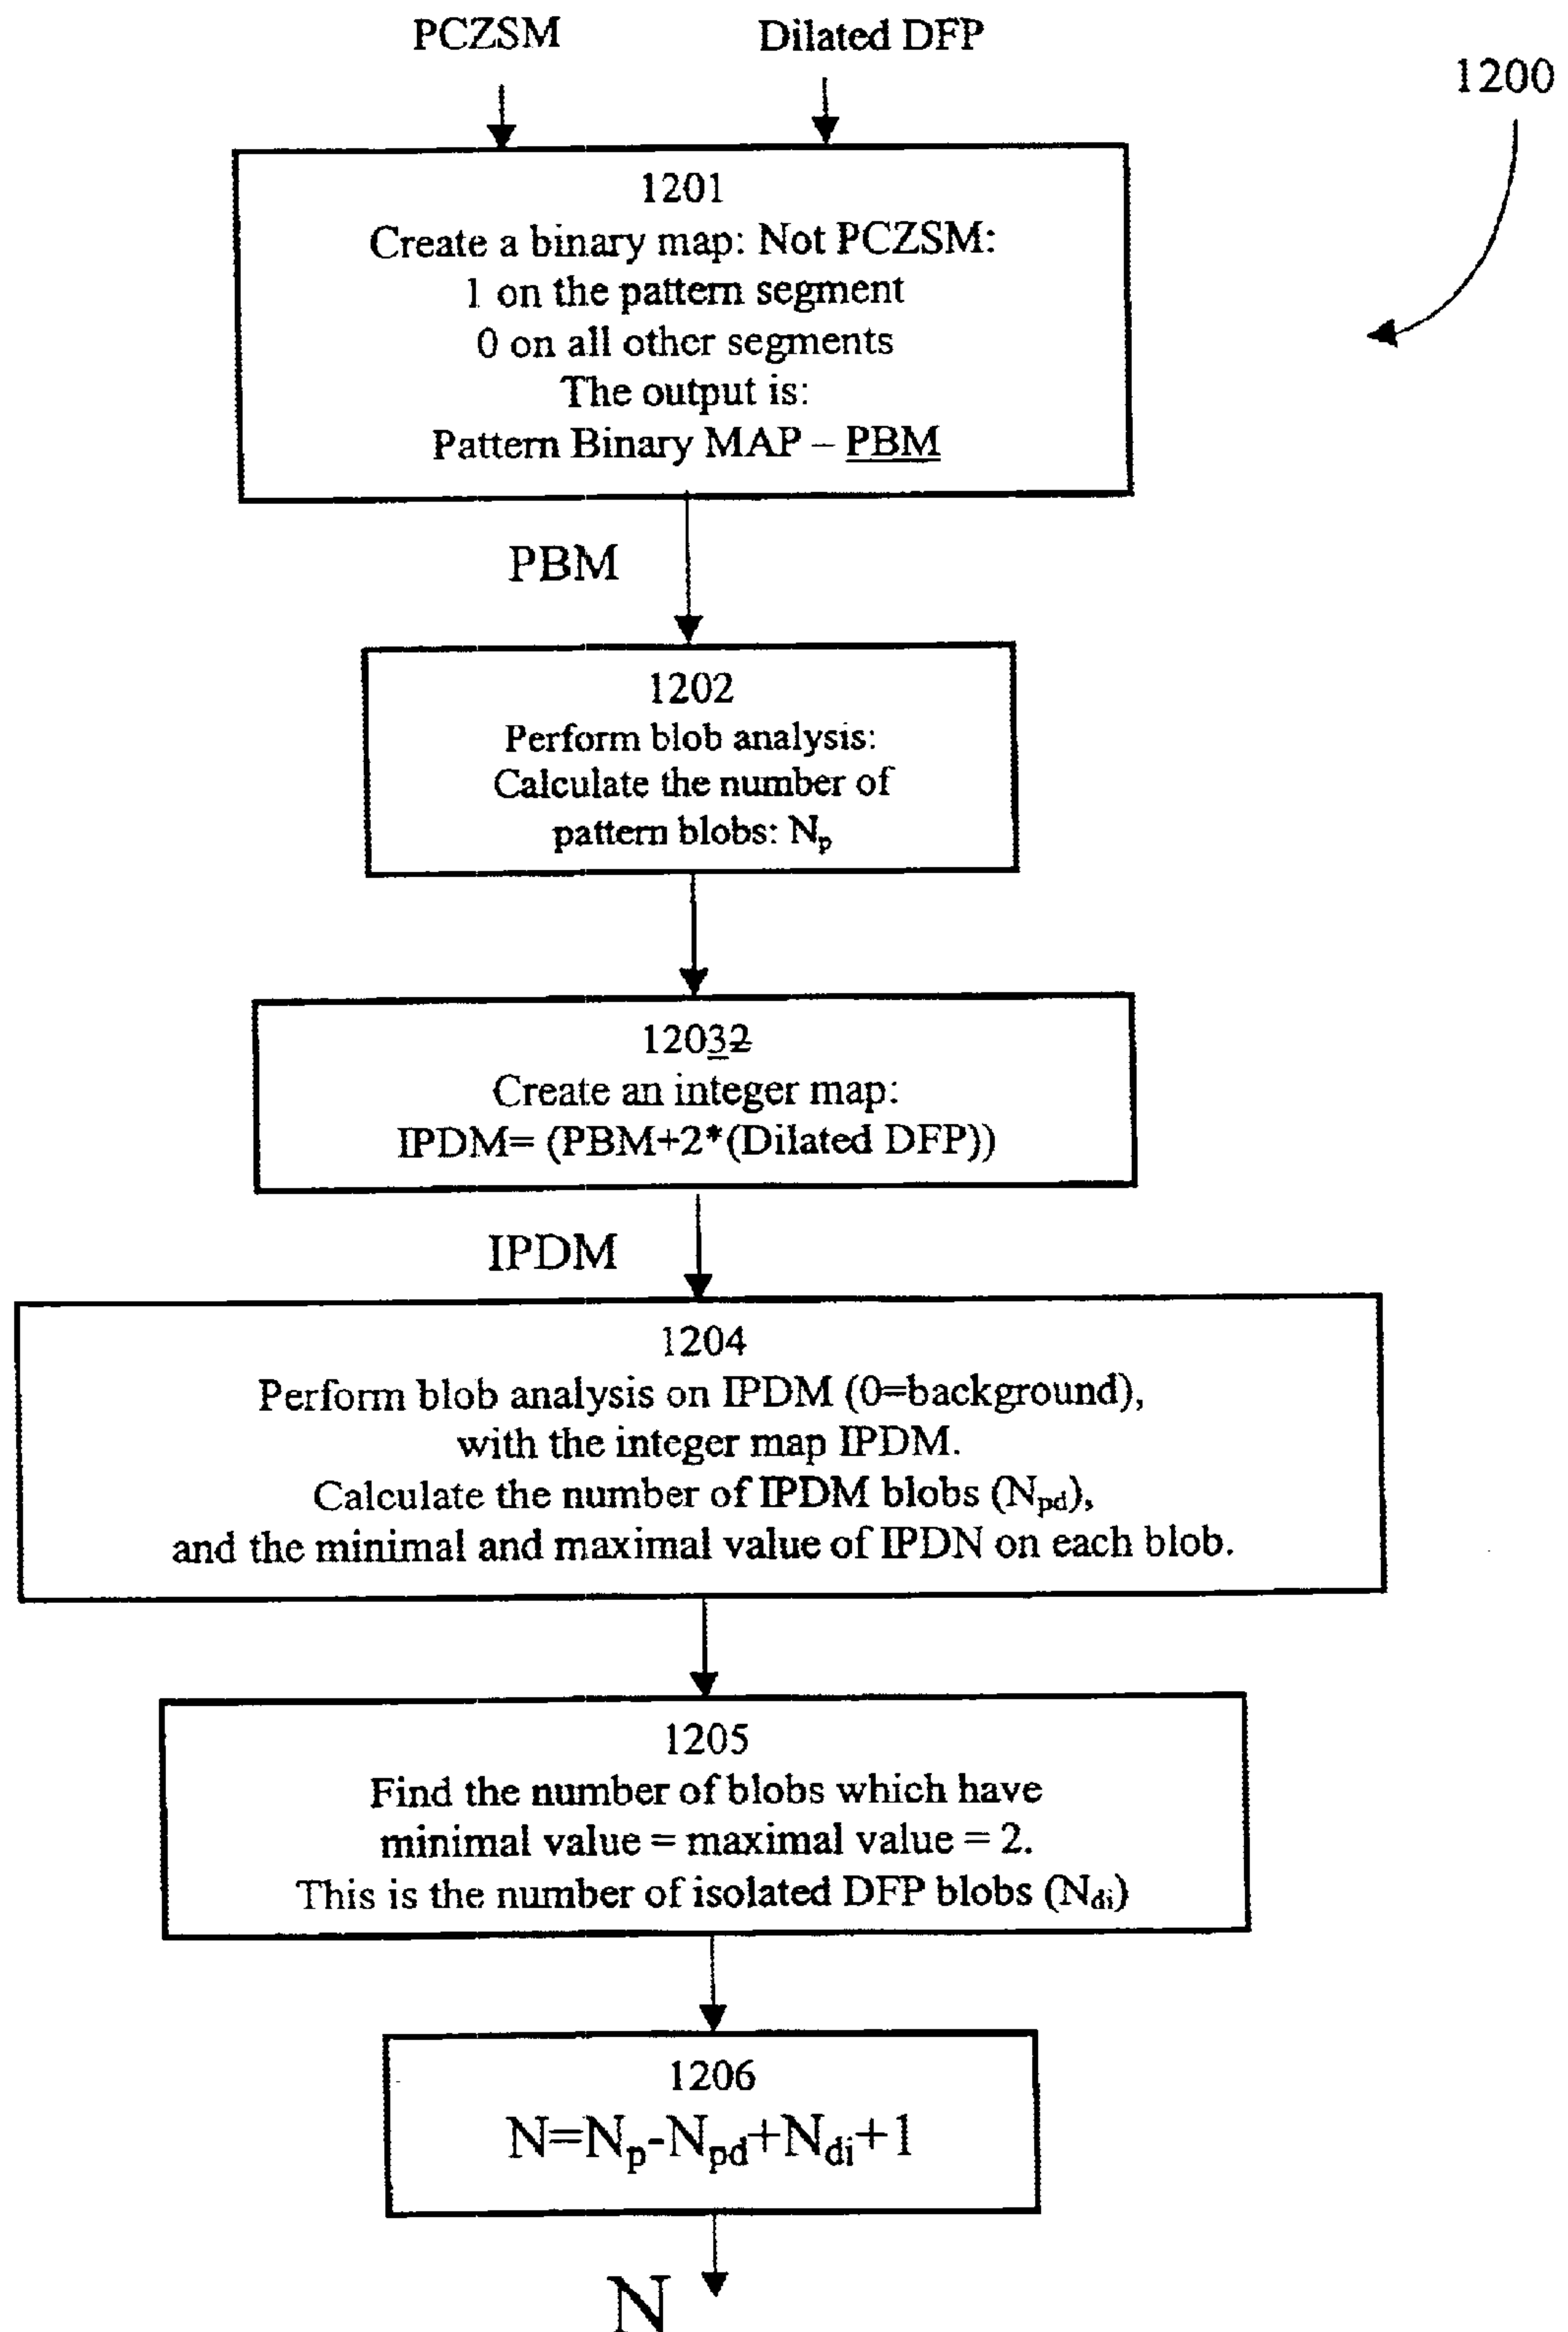 PCZSM Dilated DFP
1200
1201
Create a binary map: Not PCZSM:
1 on the pattern segment
0 on all other segments
The output is:
Pattern Binary MAP – PBM
PBM
1202
Perform blob analysis:
Calculate the number of
pattern blobs: Np
12032
Create an integer map:
IPDM= (PBM+2*(Dilated DFP))
IPDM
1204
Perform blob analysis on IPDM (0=background),
with the integer map IPDM.
Calculate the number of IPDM blobs (Npd),
and the minimal and maximal value of IPDN on each blob.
1205
Find the number of blobs which have
minimal value = maximal value = 2.
This is the number of isolated DFP blobs (Ndi)
1206
N=Np-Npd+Ndi+1
N